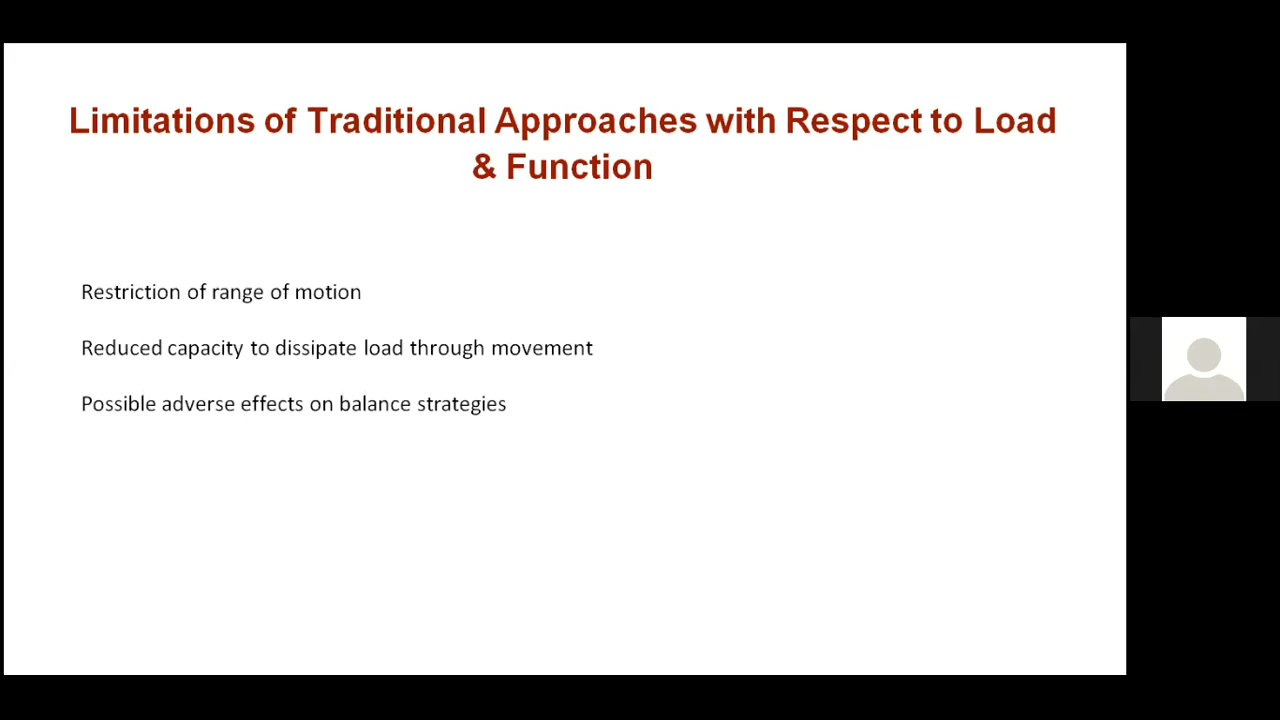 Limitations of Traditional Approaches with Respect to Load
& Function
Restriction of range of motion
Reduced capacity to dissipate load through movement
Possible adverse effects on balance strategies